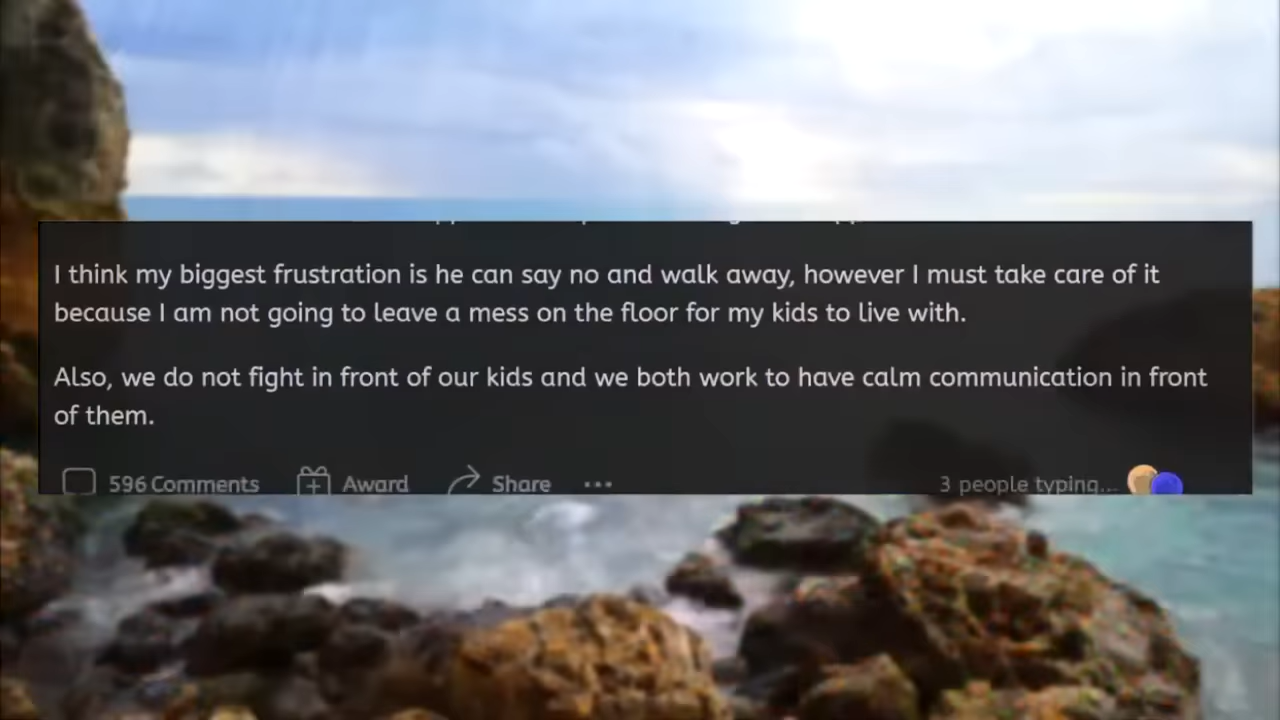 I think my biggest frustration is he can say no and walk away, however I must take care of it
because I am not going to leave a mess on the floor for my kids to live with.
Also, we do not fight in front of our kids and we both work to have calm communication in front
of them.
596 Comments Award Share ... 3 people typing...